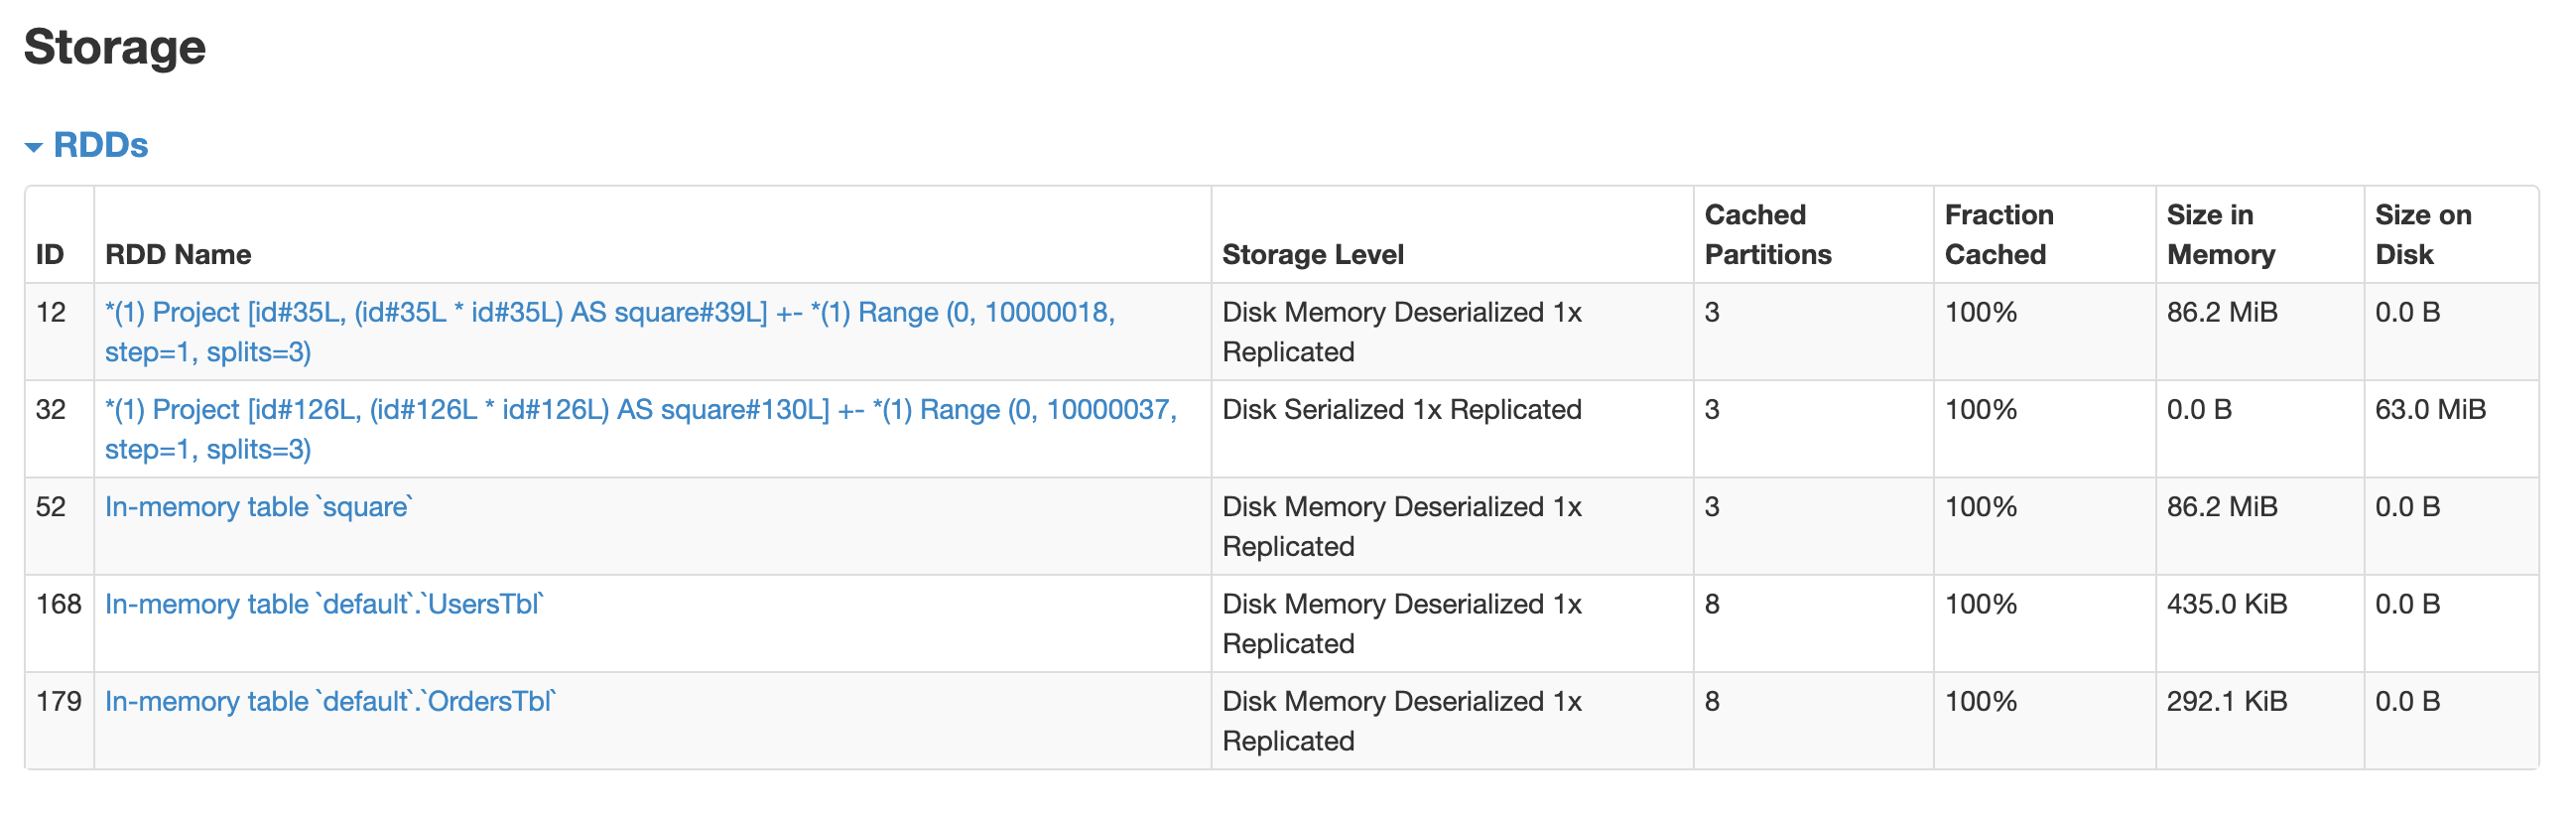 Storage
RDDs
ID RDD Name Storage Level Cached Partitions Fraction Cached Size in Memory Size on Disk
12 *(1) Project [id#35L, (id#35L * id#35L) AS square#39L] +- *(1) Range (0, 10000018, step=1, splits=3) Disk Memory Deserialized 1x Replicated 3 100% 86.2 MiB 0.0 B
32 *(1) Project [id#126L, (id#126L * id#126L) AS square#130L] +- *(1) Range (0, 10000037, step=1, splits=3) Disk Serialized 1x Replicated 3 100% 0.0 B 63.0 MiB
52 In-memory table `square` Disk Memory Deserialized 1x Replicated 3 100% 86.2 MiB 0.0 B
168 In-memory table `default`.`UsersTbl` Disk Memory Deserialized 1x Replicated 8 100% 435.0 KiB 0.0 B
179 In-memory table `default`.`OrdersTbl` Disk Memory Deserialized 1x Replicated 8 100% 292.1 KiB 0.0 B